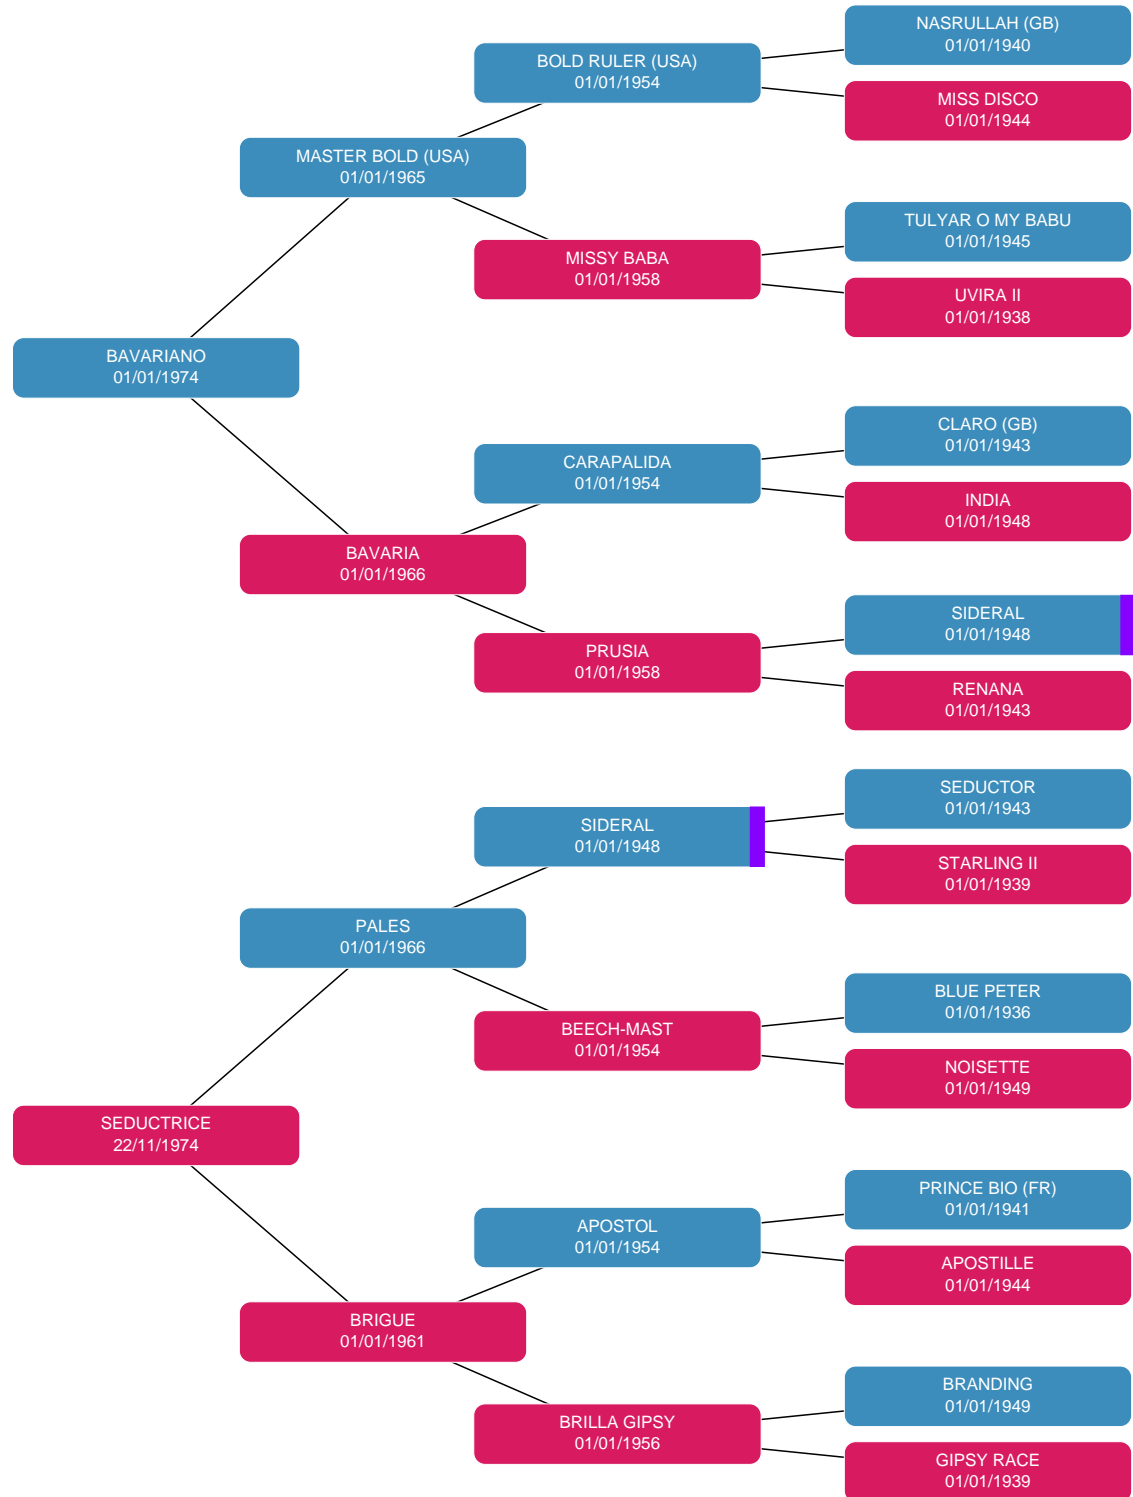 NASRULLAH (GB)
01/01/1940
BOLD RULER (USA)
01/01/1954
MISS DISCO
01/01/1944
MASTER BOLD (USA)
01/01/1965
TULYAR O MY BABU
01/01/1945
MISSY BABA
01/01/1958
UVIRA II
01/01/1938
BAVARIANO
01/01/1974
CLARO (GB)
01/01/1943
CARAPALIDA
01/01/1954
INDIA
01/01/1948
BAVARIA
01/01/1966
SIDERAL
01/01/1948
PRUSIA
01/01/1958
RENANA
01/01/1943
SEDUCTOR
01/01/1943
SIDERAL
01/01/1948
STARLING II
01/01/1939
PALES
01/01/1966
BLUE PETER
01/01/1936
BEECH-MAST
01/01/1954
NOISETTE
01/01/1949
SEDUCTRICE
22/11/1974
PRINCE BIO (FR)
01/01/1941
APOSTOL
01/01/1954
APOSTILLE
01/01/1944
BRIGUE
01/01/1961
BRANDING
01/01/1949
BRILLA GIPSY
01/01/1956
GIPSY RACE
01/01/1939